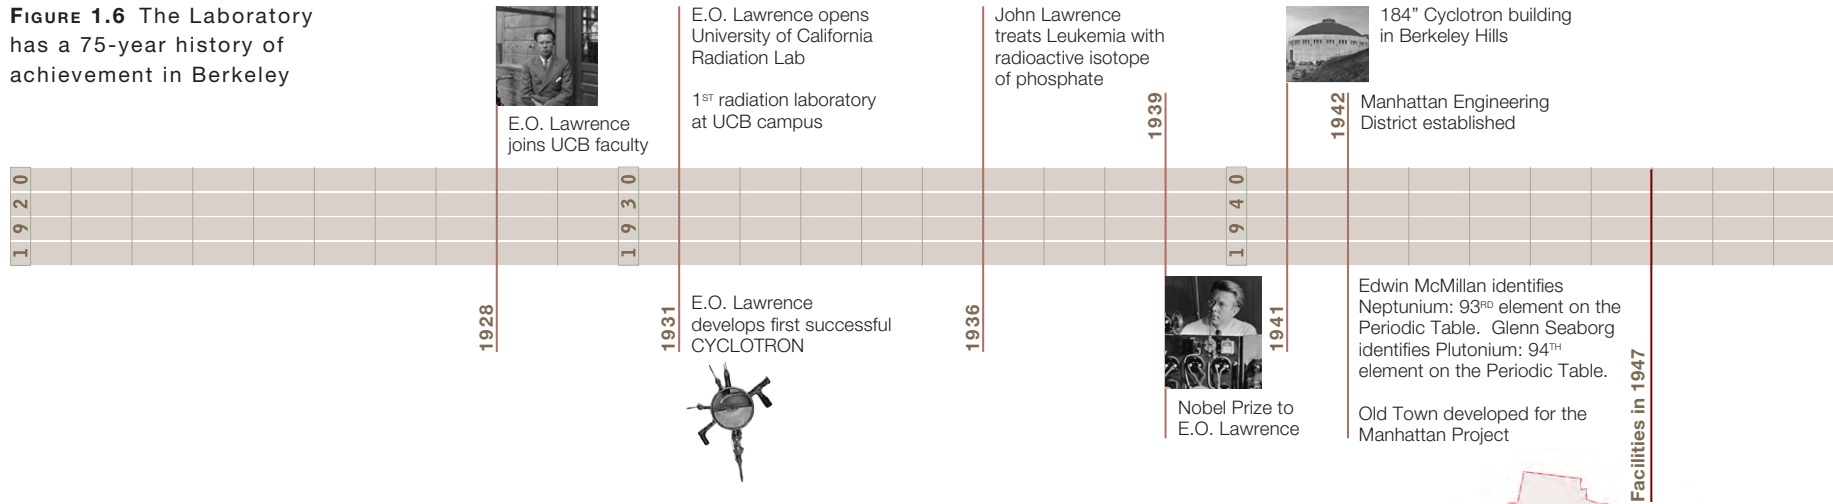 FIGURE 1.6 The Laboratory
has a 75-year history of
achievement in Berkeley
E.O. Lawrence
joins UCB faculty
E.O. Lawrence opens
University of California
Radiation Lab
1ST radiation laboratory
at UCB campus
John Lawrence
treats Leukemia with
radioactive isotope
of phosphate
1939
184” Cyclotron building
in Berkeley Hills
1942
Manhattan Engineering
District established
1920
1930
1940
1928
1931
E.O. Lawrence
develops first successful
CYCLOTRON
1936
Nobel Prize to
E.O. Lawrence
1941
Edwin McMillan identifies
Neptunium: 93RD element on the
Periodic Table. Glenn Seaborg
identifies Plutonium: 94TH
element on the Periodic Table.
Old Town developed for the
Manhattan Project
Facilities in 1947